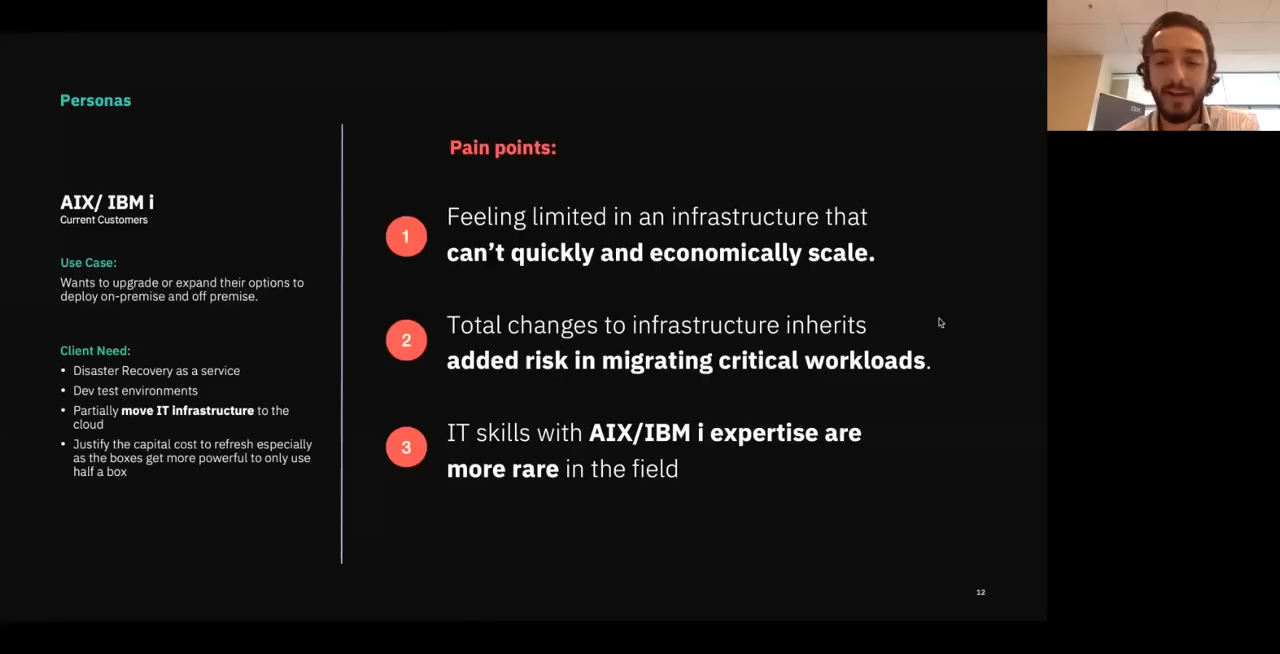 Personas
AIX/ IBM i
Current Customers
Use Case:
Wants to upgrade or expand their options to
deploy on-premise and off premise.
Client Need:
• Disaster Recovery as a service
• Dev test environments
• Partially move IT infrastructure to the
cloud
• Justify the capital cost to refresh especially
as the boxes get more powerful to only use
half a box
Pain points:
1
Feeling limited in an infrastructure that
can’t quickly and economically scale.
2
Total changes to infrastructure inherits
added risk in migrating critical workloads.
3
IT skills with AIX/IBM i expertise are
more rare in the field
12
IBM